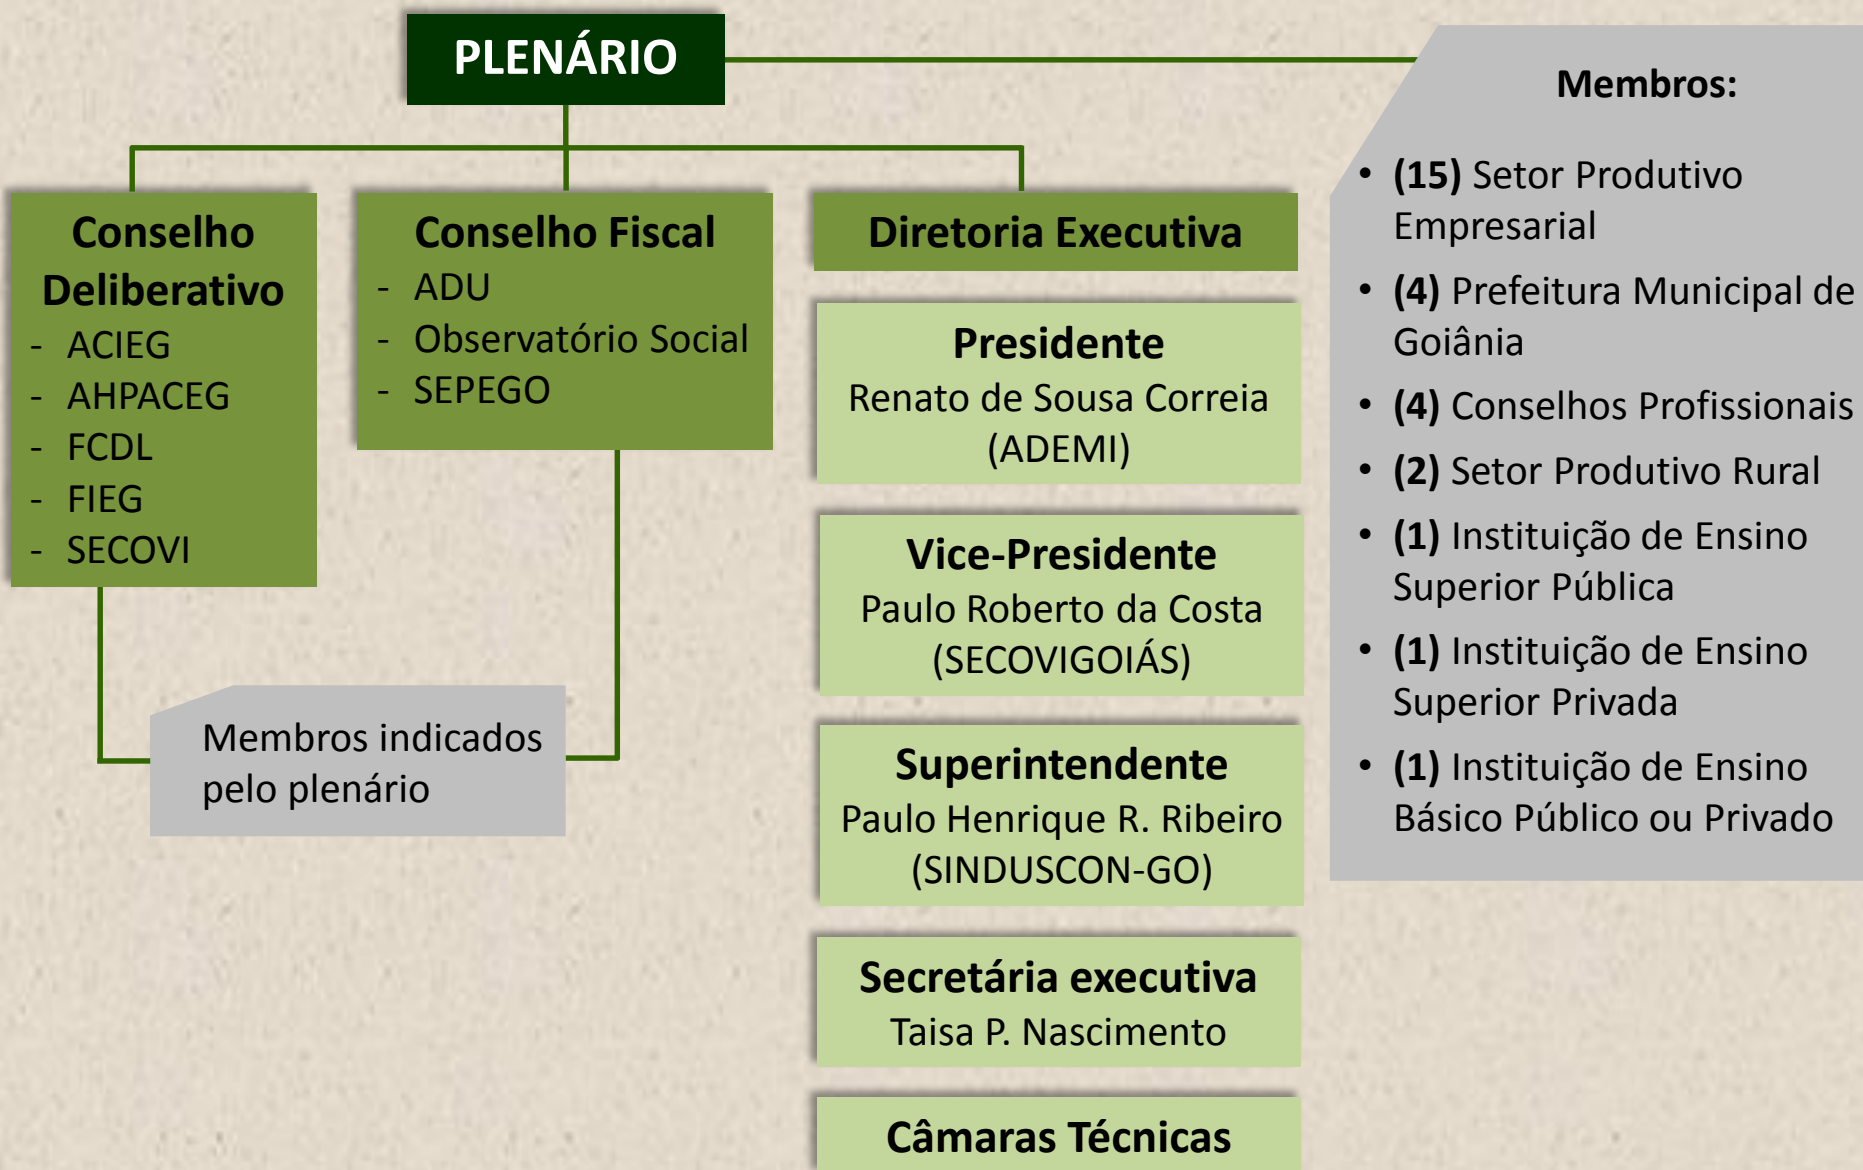 PLENÁRIO
Conselho
Deliberativo
- ACIEG
- AHPACEG
- FCDL
- FIEG
- SECOVI
Conselho Fiscal
- ADU
- Observatório Social
- SEPEGO
Membros indicados
pelo plenário
Diretoria Executiva
Presidente
Renato de Sousa Correia
(ADEMI)
Vice-Presidente
Paulo Roberto da Costa
(SECOVIGOIÁS)
Superintendente
Paulo Henrique R. Ribeiro
(SINDUSCON-GO)
Secretária executiva
Taisa P. Nascimento
Câmaras Técnicas
Membros:
• (15) Setor Produtivo
Empresarial
• (4) Prefeitura Municipal de
Goiânia
• (4) Conselhos Profissionais
• (2) Setor Produtivo Rural
• (1) Instituição de Ensino
Superior Pública
• (1) Instituição de Ensino
Superior Privada
• (1) Instituição de Ensino
Básico Público ou Privado